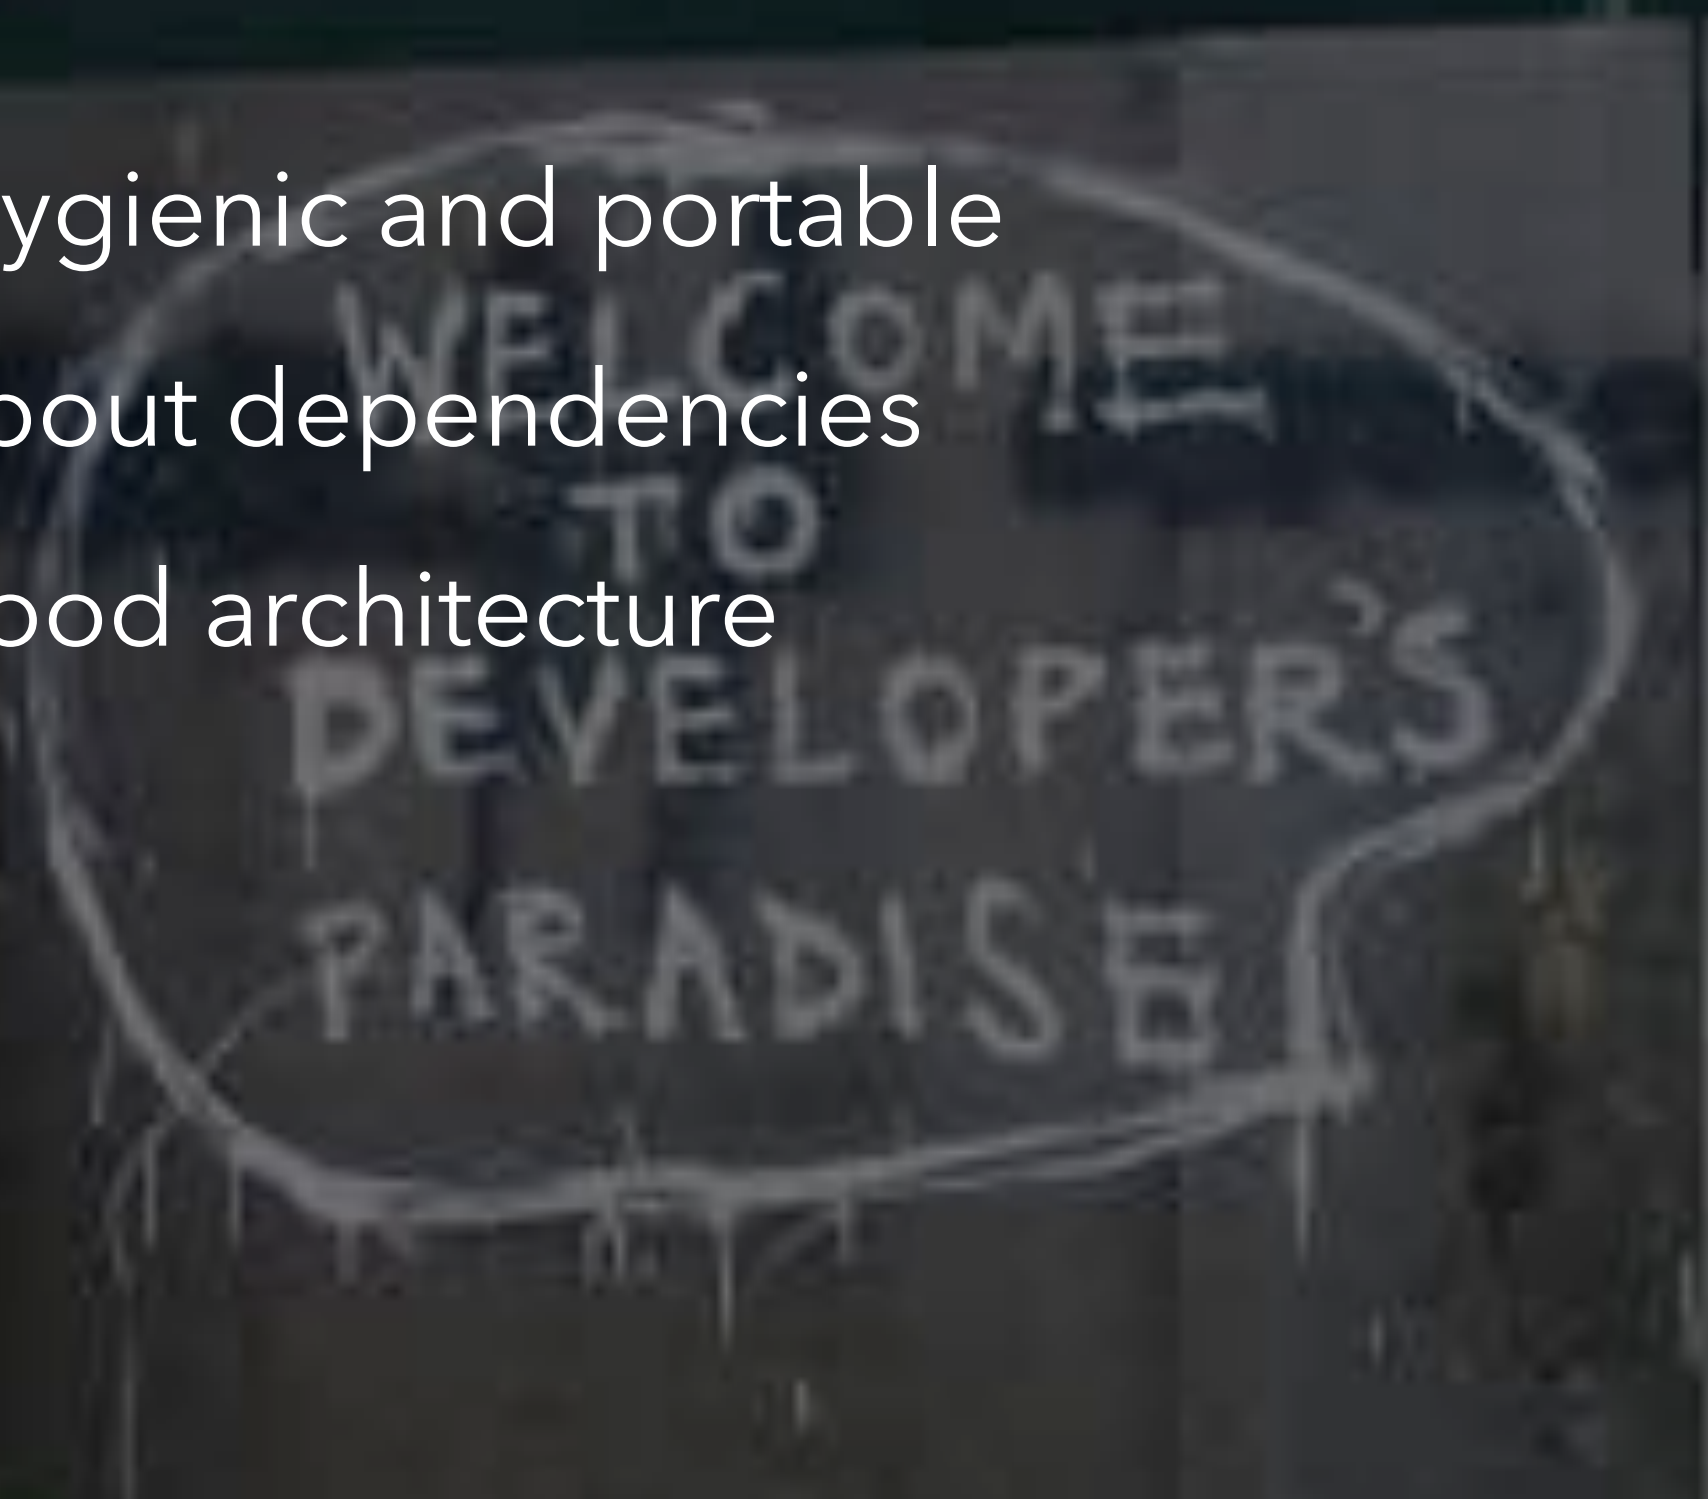 ygienic and portable
WELCOME
bout dependencies
TO
ood architecture
DEVELOPER'S
PARADISE